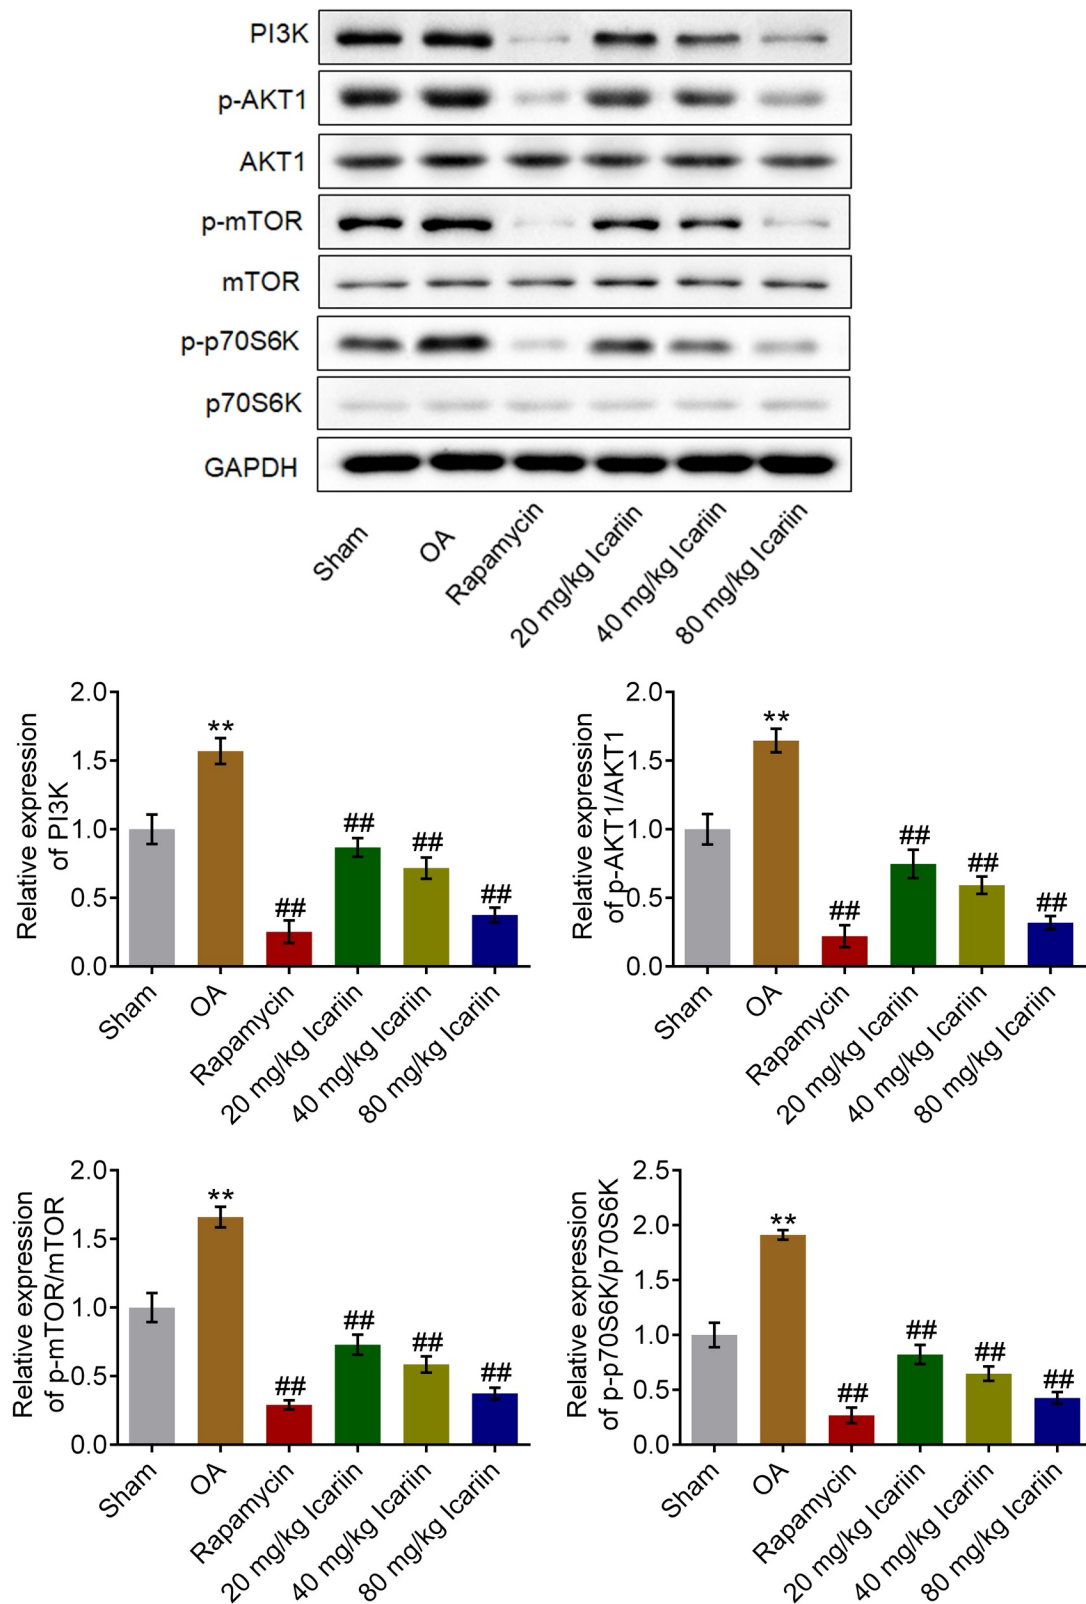 PI3K
p-AKT1
AKT1
p-mTOR
mTOR
p-p70S6K
p70S6K
GAPDH
Sham
OA
Rapamycin
20 mg/kg Icariin
40 mg/kg Icariin
80 mg/kg Icariin
Relative expression
of PI3K
2.0
1.5
1.0
0.5
0.0
**
##
##
##
##
Sham
OA
Rapamycin
20 mg/kg Icariin
40 mg/kg Icariin
80 mg/kg Icariin
Relative expression
of p-AKT1/AKT1
2.0
1.5
1.0
0.5
0.0
**
##
##
##
##
Sham
OA
Rapamycin
20 mg/kg Icariin
40 mg/kg Icariin
80 mg/kg Icariin
Relative expression
of p-mTOR/mTOR
2.0
1.5
1.0
0.5
0.0
**
##
##
##
##
Sham
OA
Rapamycin
20 mg/kg Icariin
40 mg/kg Icariin
80 mg/kg Icariin
Relative expression
of p-p70S6K/p70S6K
2.5
2.0
1.5
1.0
0.5
0.0
**
##
##
##
##
Sham
OA
Rapamycin
20 mg/kg Icariin
40 mg/kg Icariin
80 mg/kg Icariin